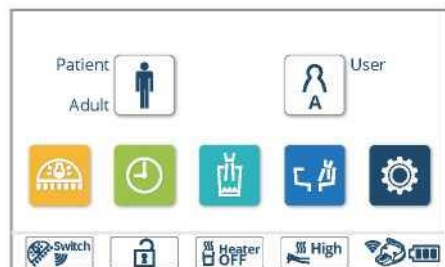 Patient
User
Adult
A
Switch
Heater
OFF
High